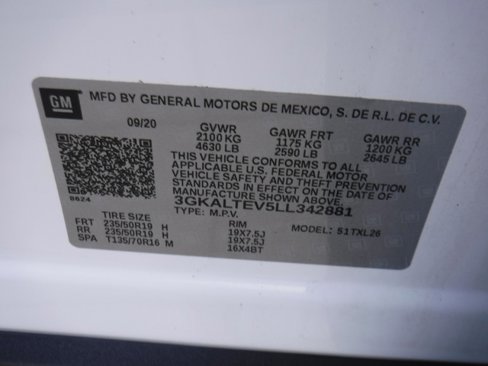 GM MFD BY GENERAL MOTORS DE MEXICO, S. DE R.L. DE C.V.
09/20 GVWR GAWR FRT GAWR RR
2100 KG 1175 KG 1200 KG
4630 LB 2590 LB 2645 LB
THIS VEHICLE CONFORMS TO ALL
APPLICABLE U.S. FEDERAL MOTOR
VEHICLE SAFETY AND THEFT PREVENTION
STANDARDS IN EFFECT ON THE DATE OF
MANUFACTURE SHOWN ABOVE.
8624 3GKALTEV5LL342881
TYPE: M.P.V. MODEL: 51TXL26
TIRE SIZE RIM
FRT 235/50R19 H 19X7.5J
RR 235/50R19 H 19X7.5J
SPA T135/70R16 M 16X4BT